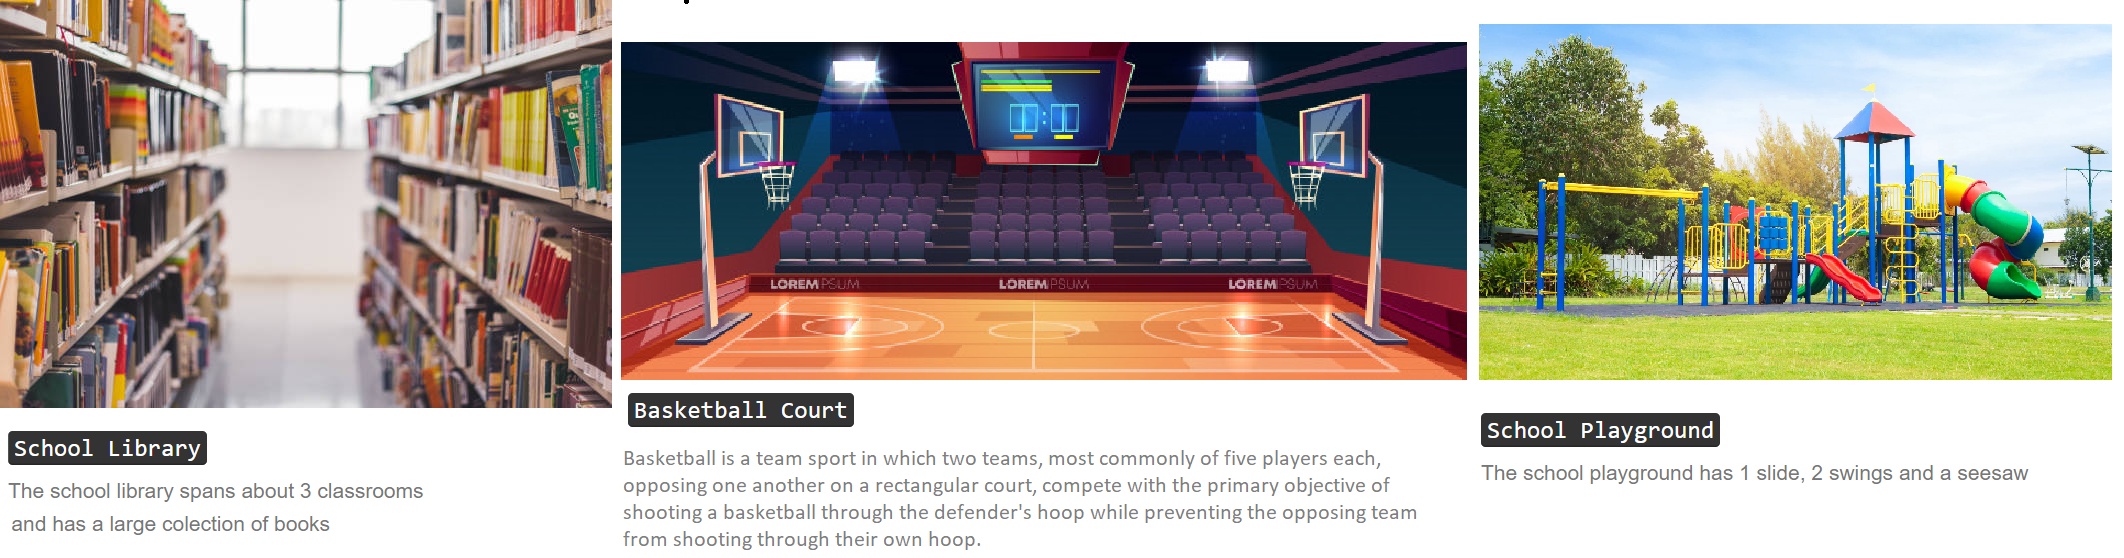 LOREM IPSUM LOREM IPSUM LOREM IPSUM
School Library
The school library spans about 3 classrooms
and has a large colection of books
Basketball Court
Basketball is a team sport in which two teams, most commonly of five players each,
opposing one another on a rectangular court, compete with the primary objective of
shooting a basketball through the defender's hoop while preventing the opposing team
from shooting through their own hoop.
School Playground
The school playground has 1 slide, 2 swings and a seesaw